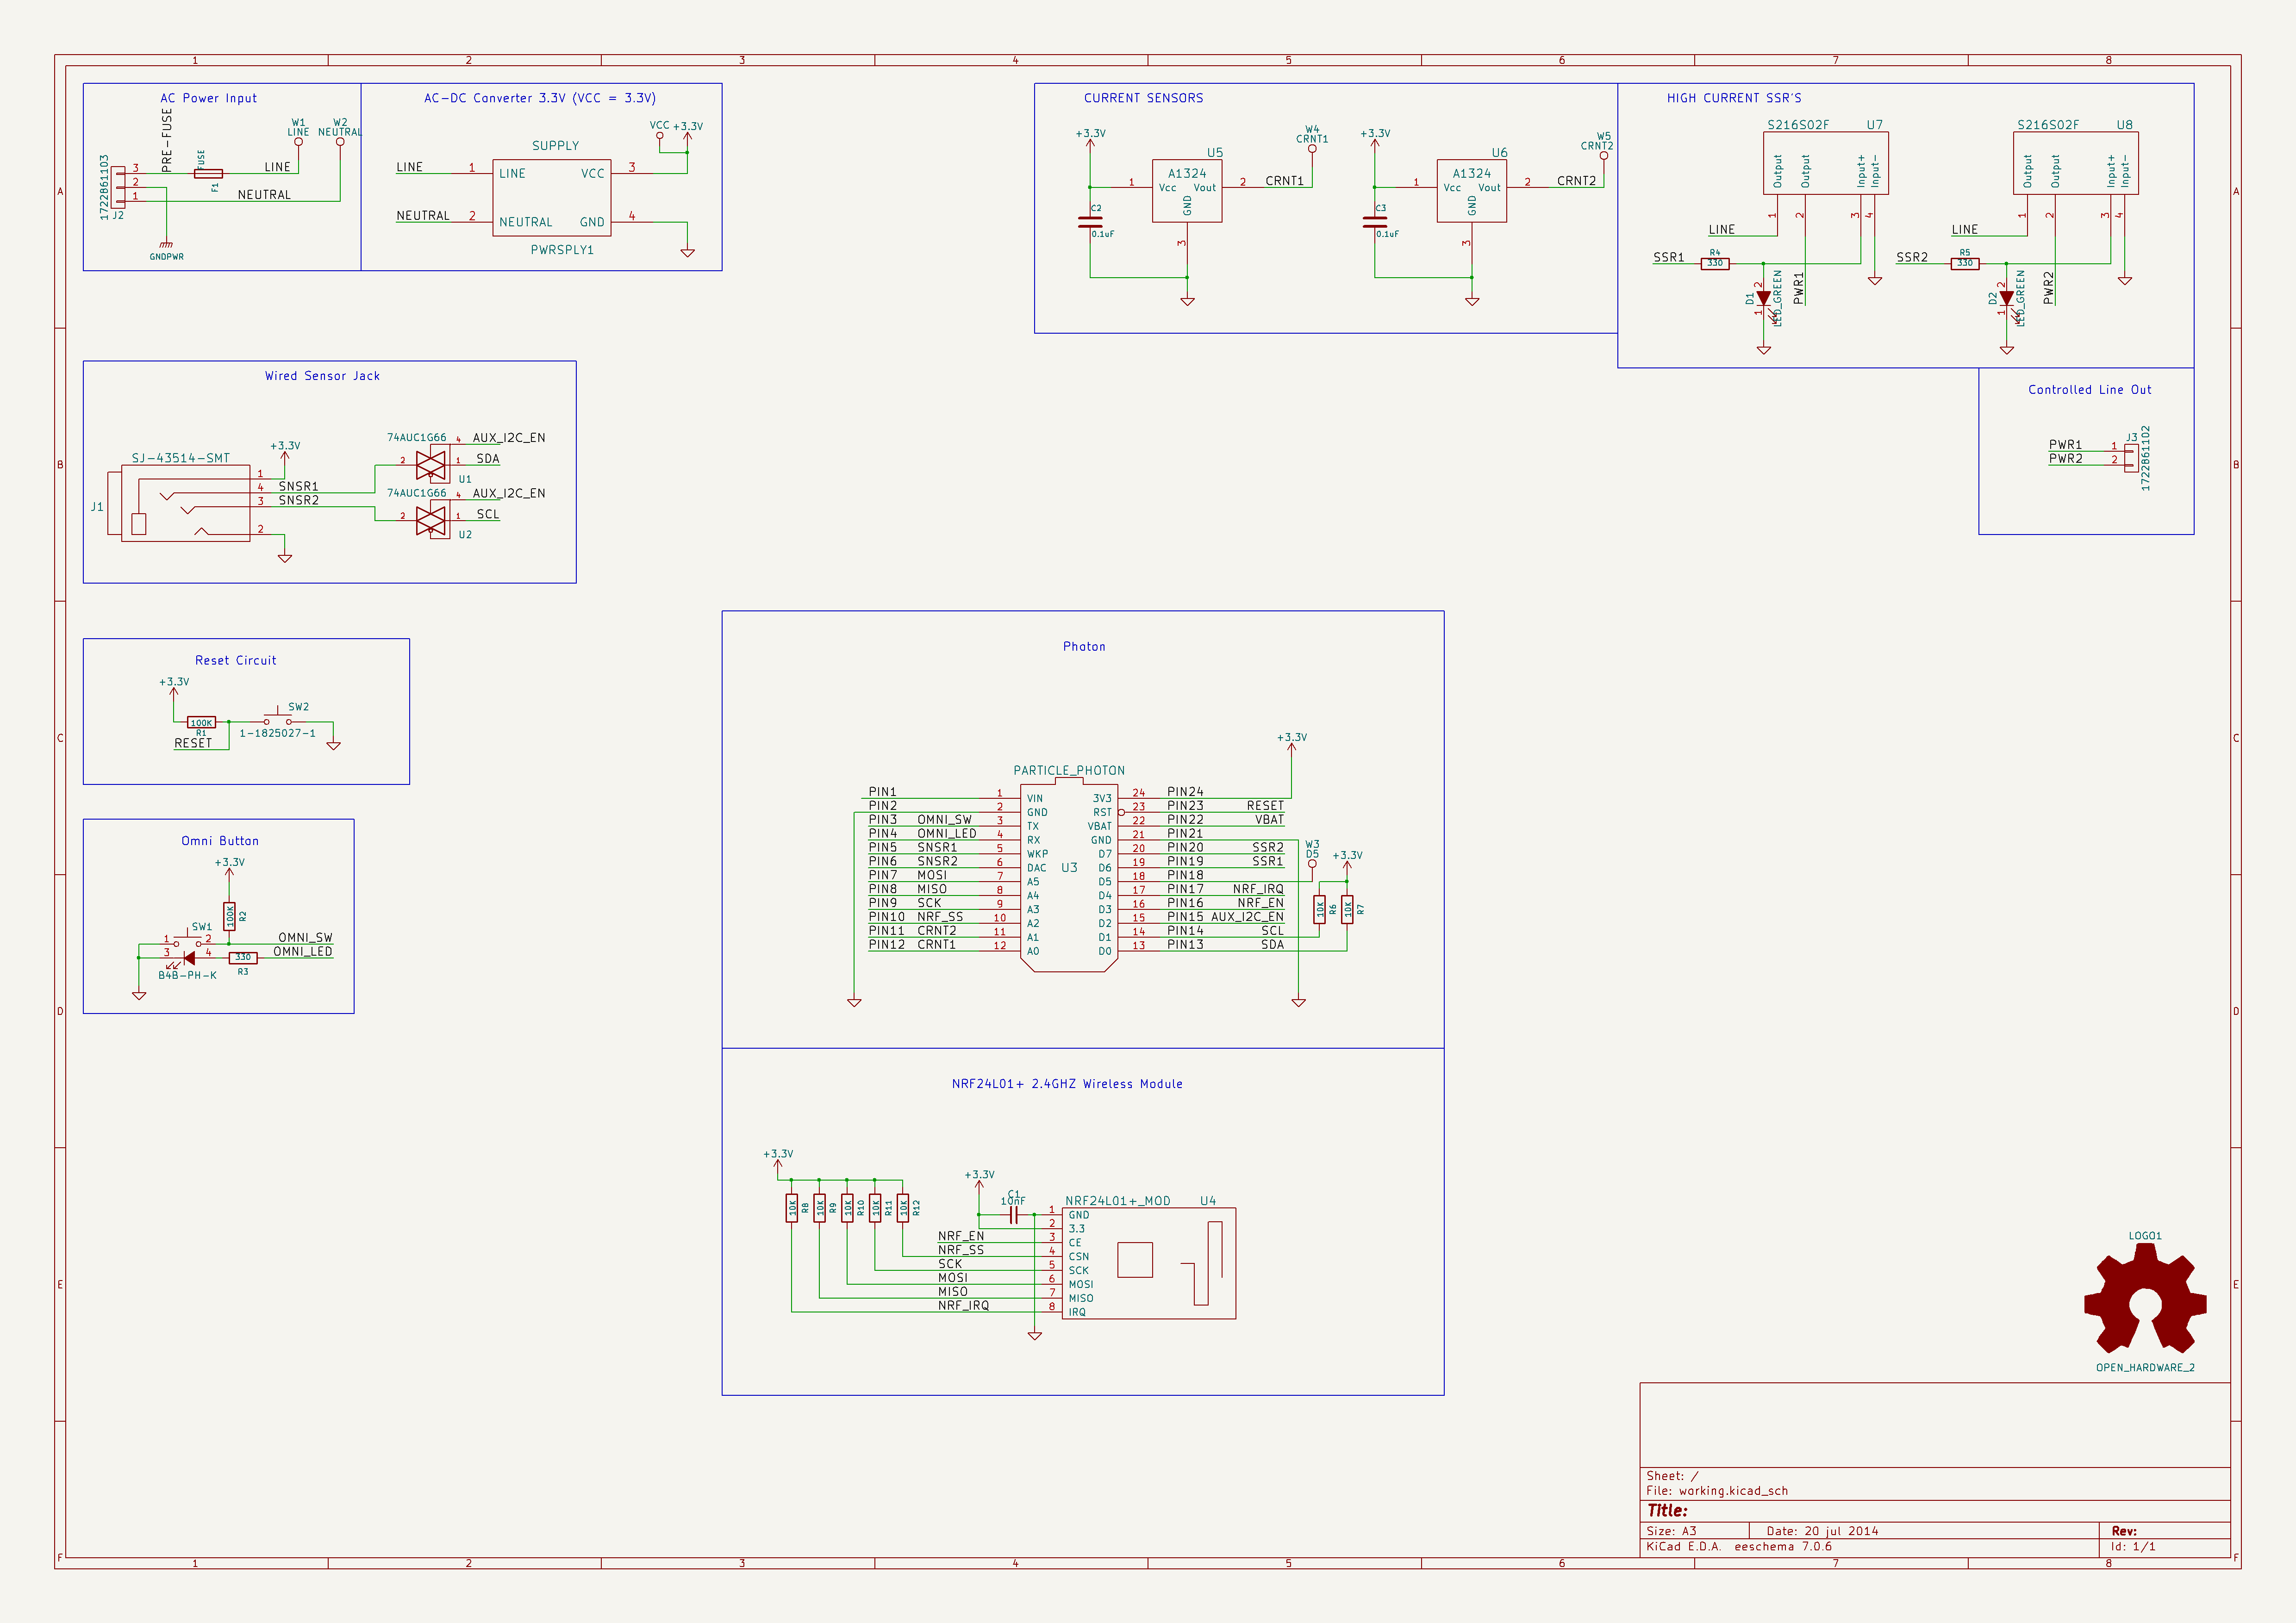 1 2 3 4 5 6 7 8
A B C D E F
AC Power Input
PRE-FUSE
W1
LINE
W2
NEUTRAL
1722861103
J2
3
2
1
FUSE
F1
LINE
NEUTRAL
GNDPWR
AC-DC Converter 3.3V (VCC = 3.3V)
VCC +3.3V
SUPPLY
LINE 1 LINE VCC 3
NEUTRAL 2 NEUTRAL GND 4
PWRSPLY1
CURRENT SENSORS
+3.3V
W4
CRNT1
U5
A1324
1 Vcc Vout 2 CRNT1
GND
3
C2
0.1uF
+3.3V
W5
CRNT2
U6
A1324
1 Vcc Vout 2 CRNT2
GND
3
C3
0.1uF
HIGH CURRENT SSR'S
S216S02F U7
Output Output Input+ Input-
1 2 3 4
LINE
SSR1
R4
330
D1
2
1
LED_GREEN
PWR1
S216S02F U8
Output Output Input+ Input-
1 2 3 4
LINE
SSR2
R5
330
D2
2
1
LED_GREEN
PWR2
Controlled Line Out
PWR1 1
PWR2 2
J3
1722861102
Wired Sensor Jack
SJ-43514-SMT
J1
+3.3V
1
4 SNSR1
3 SNSR2
2
74AUC1G66
4 AUX_I2C_EN
2 1 SDA
U1
74AUC1G66
4 AUX_I2C_EN
2 1 SCL
U2
Reset Circuit
+3.3V
100K
R1
RESET
SW2
1-1825027-1
Omni Button
+3.3V
100K
R2
SW1
1 2 OMNI_SW
3 4 330 OMNI_LED
R3
B4B-PH-K
Photon
+3.3V
PARTICLE_PHOTON
U3
PIN1 1 VIN 3V3 24 PIN24
PIN2 2 GND RST 23 PIN23 RESET
PIN3 OMNI_SW 3 TX VBAT 22 PIN22 VBAT
PIN4 OMNI_LED 4 RX GND 21 PIN21
PIN5 SNSR1 5 WKP D7 20 PIN20 SSR2
PIN6 SNSR2 6 DAC D6 19 PIN19 SSR1
PIN7 MOSI 7 A5 D5 18 PIN18
PIN8 MISO 8 A4 D4 17 PIN17 NRF_IRQ
PIN9 SCK 9 A3 D3 16 PIN16 NRF_EN
PIN10 NRF_SS 10 A2 D2 15 PIN15 AUX_I2C_EN
PIN11 CRNT2 11 A1 D1 14 PIN14 SCL
PIN12 CRNT1 12 A0 D0 13 PIN13 SDA
W3
D5
+3.3V
10K R6
10K R7
NRF24L01+ 2.4GHZ Wireless Module
+3.3V
10K R8
10K R9
10K R10
10K R11
10K R12
+3.3V
C1
10nF
NRF24L01+_MOD U4
1 GND
2 3.3
NRF_EN 3 CE
NRF_SS 4 CSN
SCK 5 SCK
MOSI 6 MOSI
MISO 7 MISO
NRF_IRQ 8 IRQ
LOGO1
OPEN_HARDWARE_2
Sheet: /
File: working.kicad_sch
Title:
Size: A3 Date: 20 jul 2014 Rev:
KiCad E.D.A. eeschema 7.0.6 Id: 1/1
A B C D E F
1 2 3 4 5 6 7 8